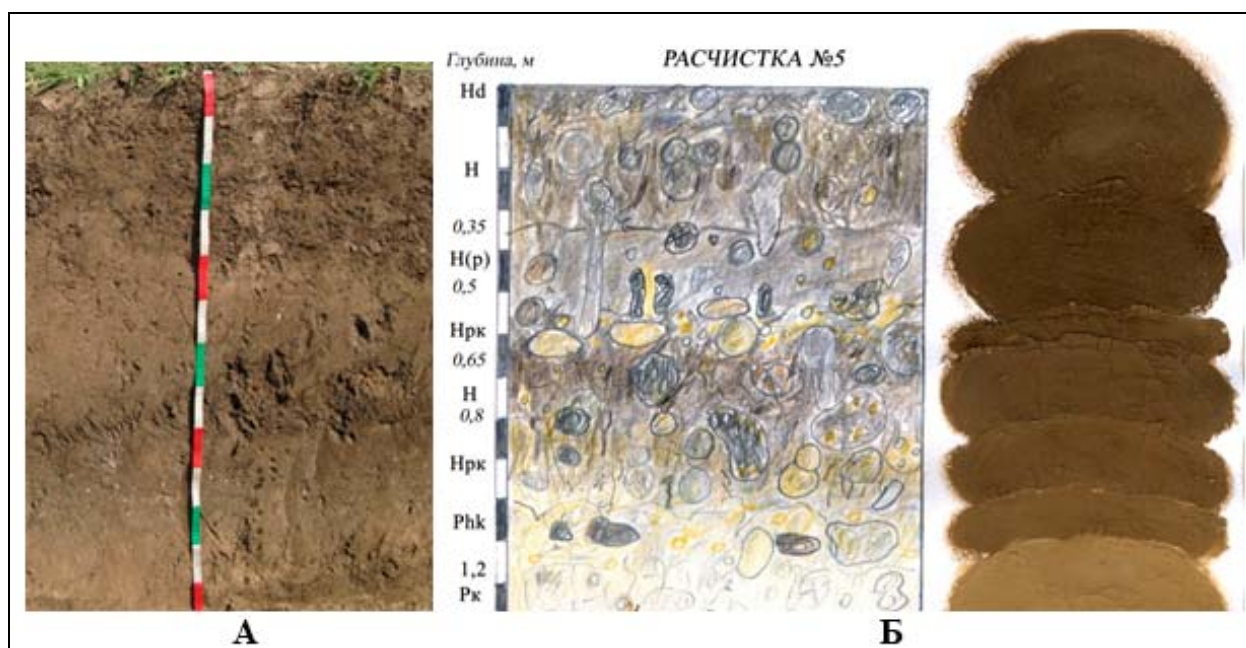 Глубина, м
РАСЧИСТКА №5
Hd
H
0,35
H(p)
0,5
Hpк
0,65
H
0,8
Hpк
Phk
1,2
Pк
А
Б